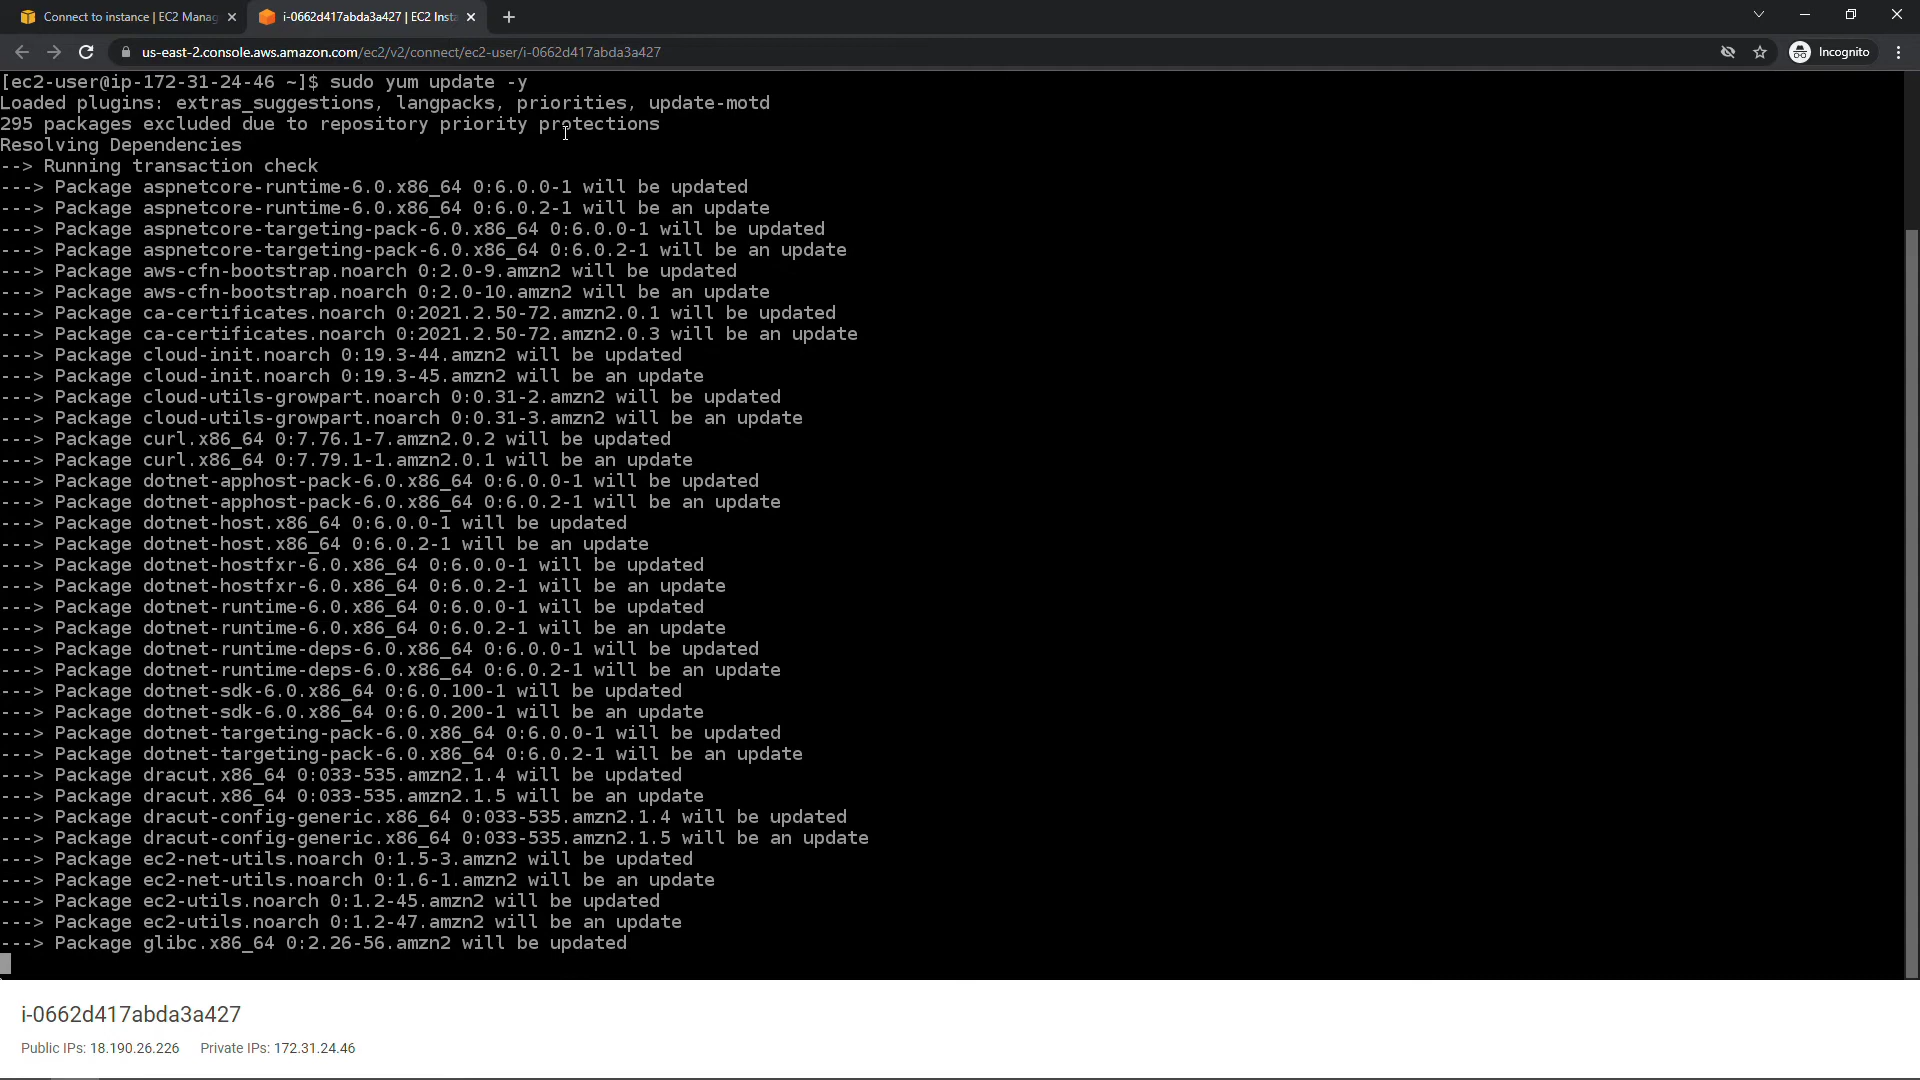 Connect to instance | EC2 Manag
i-0662d417abda3a427 | EC2 Insta
us-east-2.console.aws.amazon.com/ec2/v2/connect/ec2-user/i-0662d417abda3a427
Incognito
[ec2-user@ip-172-31-24-46 ~]$ sudo yum update -y
Loaded plugins: extras_suggestions, langpacks, priorities, update-motd
295 packages excluded due to repository priority protections
Resolving Dependencies
--> Running transaction check
---> Package aspnetcore-runtime-6.0.x86_64 0:6.0.0-1 will be updated
---> Package aspnetcore-runtime-6.0.x86_64 0:6.0.2-1 will be an update
---> Package aspnetcore-targeting-pack-6.0.x86_64 0:6.0.0-1 will be updated
---> Package aspnetcore-targeting-pack-6.0.x86_64 0:6.0.2-1 will be an update
---> Package aws-cfn-bootstrap.noarch 0:2.0-9.amzn2 will be updated
---> Package aws-cfn-bootstrap.noarch 0:2.0-10.amzn2 will be an update
---> Package ca-certificates.noarch 0:2021.2.50-72.amzn2.0.1 will be updated
---> Package ca-certificates.noarch 0:2021.2.50-72.amzn2.0.3 will be an update
---> Package cloud-init.noarch 0:19.3-44.amzn2 will be updated
---> Package cloud-init.noarch 0:19.3-45.amzn2 will be an update
---> Package cloud-utils-growpart.noarch 0:0.31-2.amzn2 will be updated
---> Package cloud-utils-growpart.noarch 0:0.31-3.amzn2 will be an update
---> Package curl.x86_64 0:7.76.1-7.amzn2.0.2 will be updated
---> Package curl.x86_64 0:7.79.1-1.amzn2.0.1 will be an update
---> Package dotnet-apphost-pack-6.0.x86_64 0:6.0.0-1 will be updated
---> Package dotnet-apphost-pack-6.0.x86_64 0:6.0.2-1 will be an update
---> Package dotnet-host.x86_64 0:6.0.0-1 will be updated
---> Package dotnet-host.x86_64 0:6.0.2-1 will be an update
---> Package dotnet-hostfxr-6.0.x86_64 0:6.0.0-1 will be updated
---> Package dotnet-hostfxr-6.0.x86_64 0:6.0.2-1 will be an update
---> Package dotnet-runtime-6.0.x86_64 0:6.0.0-1 will be updated
---> Package dotnet-runtime-6.0.x86_64 0:6.0.2-1 will be an update
---> Package dotnet-runtime-deps-6.0.x86_64 0:6.0.0-1 will be updated
---> Package dotnet-runtime-deps-6.0.x86_64 0:6.0.2-1 will be an update
---> Package dotnet-sdk-6.0.x86_64 0:6.0.100-1 will be updated
---> Package dotnet-sdk-6.0.x86_64 0:6.0.200-1 will be an update
---> Package dotnet-targeting-pack-6.0.x86_64 0:6.0.0-1 will be updated
---> Package dotnet-targeting-pack-6.0.x86_64 0:6.0.2-1 will be an update
---> Package dracut.x86_64 0:033-535.amzn2.1.4 will be updated
---> Package dracut.x86_64 0:033-535.amzn2.1.5 will be an update
---> Package dracut-config-generic.x86_64 0:033-535.amzn2.1.4 will be updated
---> Package dracut-config-generic.x86_64 0:033-535.amzn2.1.5 will be an update
---> Package ec2-net-utils.noarch 0:1.5-3.amzn2 will be updated
---> Package ec2-net-utils.noarch 0:1.6-1.amzn2 will be an update
---> Package ec2-utils.noarch 0:1.2-45.amzn2 will be updated
---> Package ec2-utils.noarch 0:1.2-47.amzn2 will be an update
---> Package glibc.x86_64 0:2.26-56.amzn2 will be updated
i-0662d417abda3a427
Public IPs: 18.190.26.226 Private IPs: 172.31.24.46